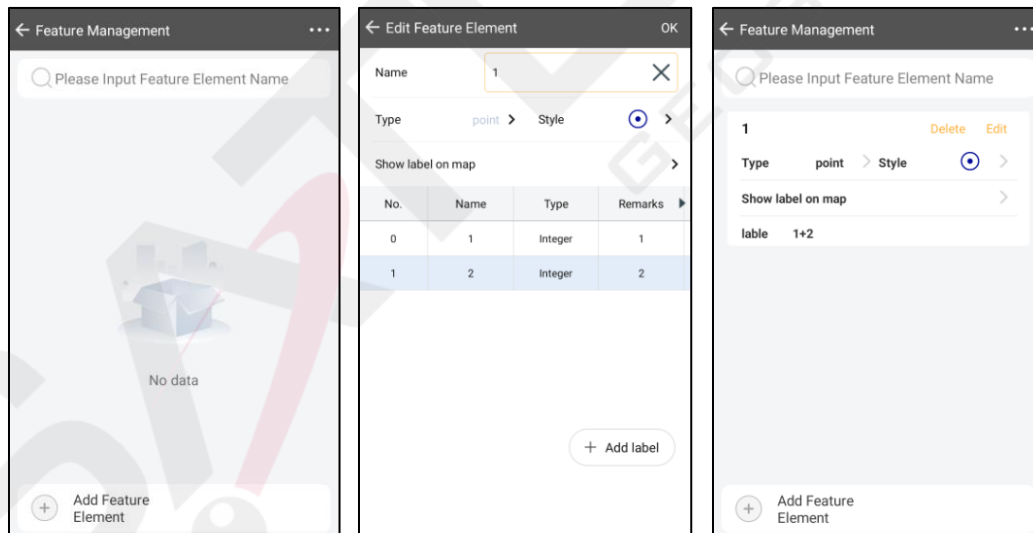 Feature Management
Please Input Feature Element Name
No data
Add Feature
Element
Edit Feature Element OK
Name 1
Type point Style
Show label on map
No. Name Type Remarks
0 1 Integer 1
1 2 Integer 2
+ Add label
Feature Management
Please Input Feature Element Name
1 Delete Edit
Type point Style
Show label on map
lable 1+2
Add Feature
Element